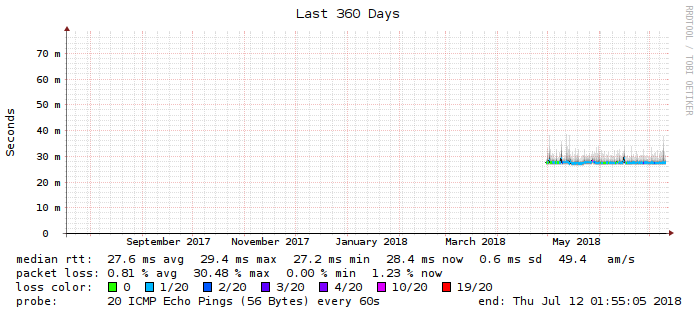 Last 360 Days
RRDTOOL / TOBI OETIKER
Seconds
70 m
60 m
50 m
40 m
30 m
20 m
10 m
0
September 2017 November 2017 January 2018 March 2018 May 2018
median rtt: 27.6 ms avg 29.4 ms max 27.2 ms min 28.4 ms now 0.6 ms sd 49.4 am/s
packet loss: 0.81 % avg 30.48 % max 0.00 % min 1.23 % now
loss color: 0 1/20 2/20 3/20 4/20 10/20 19/20
probe: 20 ICMP Echo Pings (56 Bytes) every 60s end: Thu Jul 12 01:55:05 2018